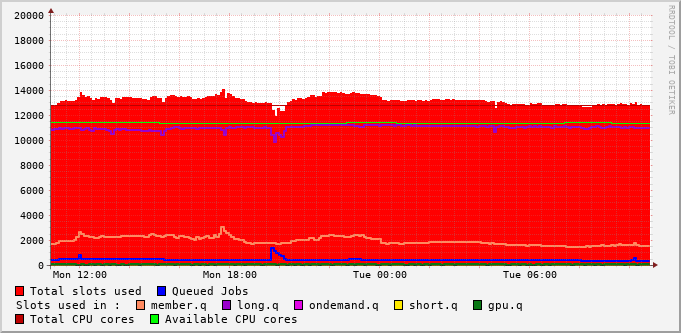 20000
18000
16000
14000
12000
10000
8000
6000
4000
2000
0
Mon 12:00 Mon 18:00 Tue 00:00 Tue 06:00
Total slots used Queued Jobs
Slots used in : member.q long.q ondemand.q short.q gpu.q
Total CPU cores Available CPU cores
RRDTOOL / TOBI OETIKER